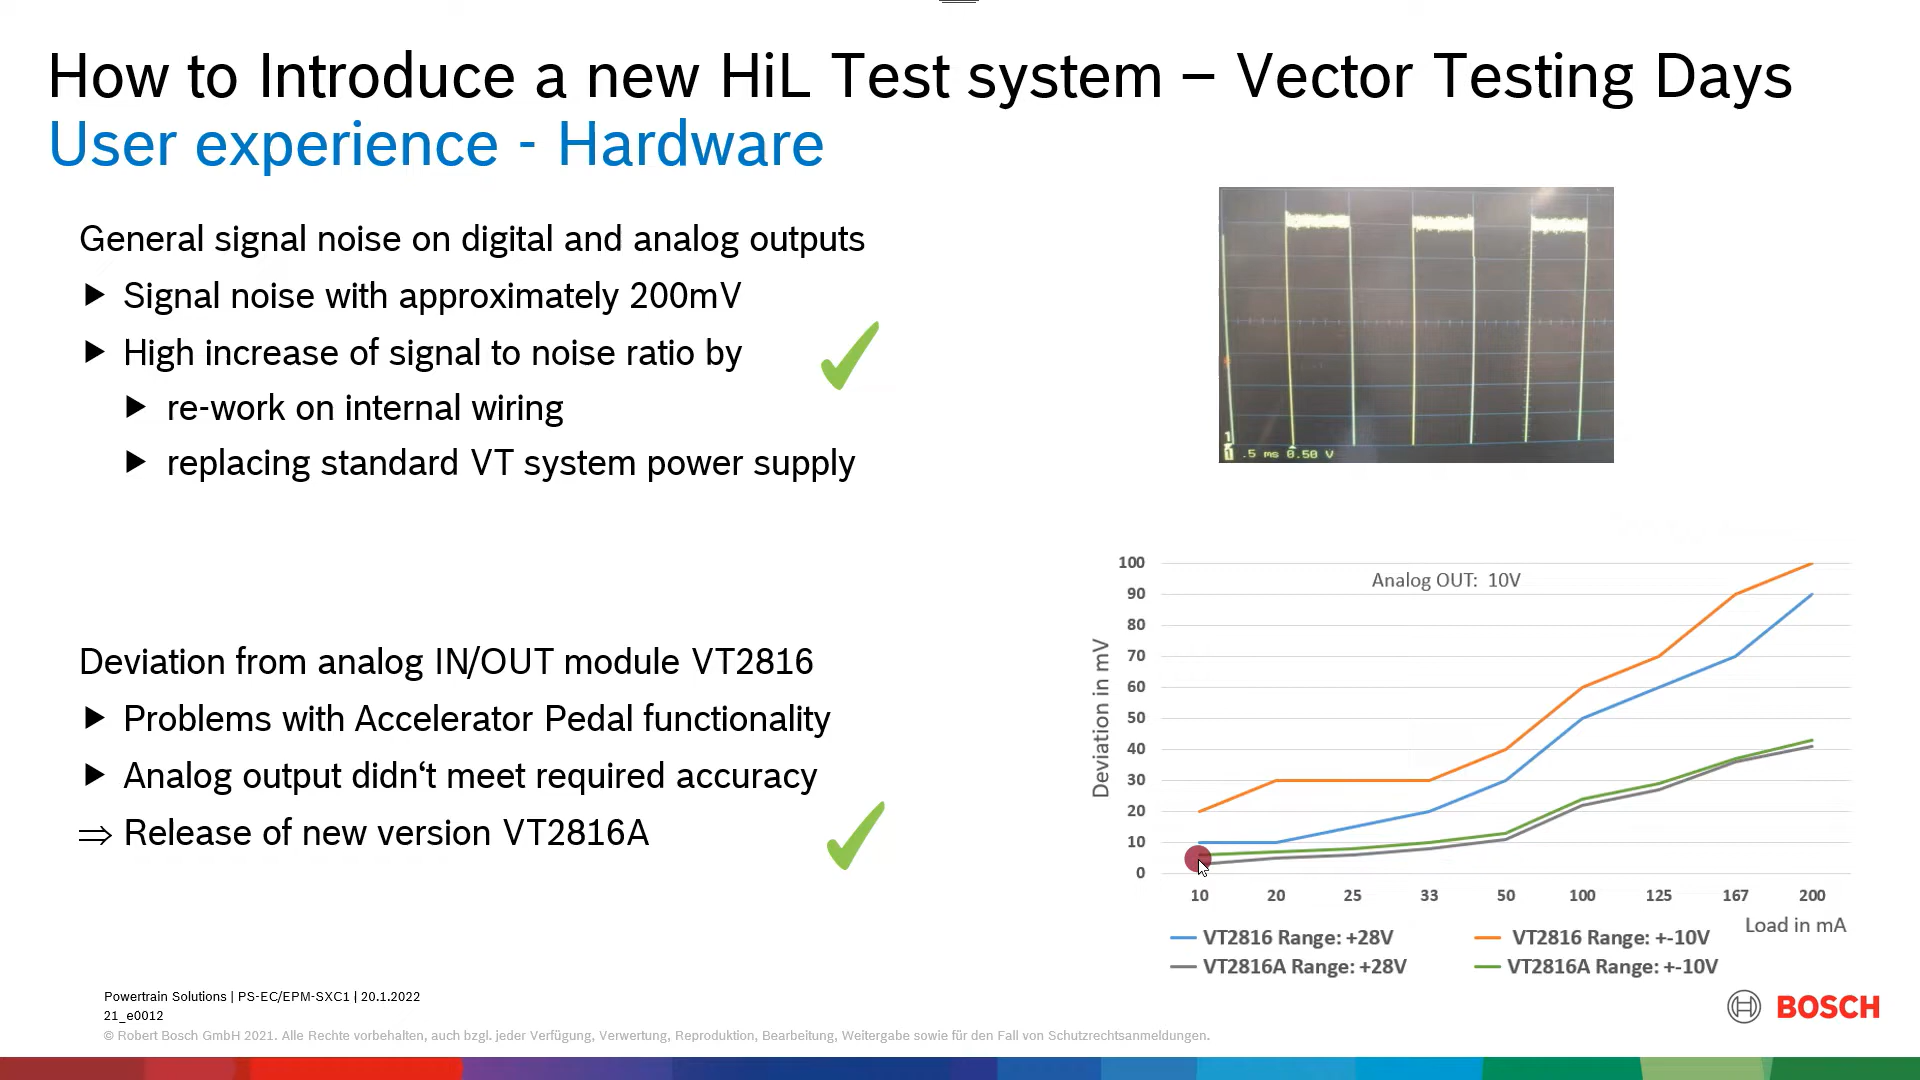 How to Introduce a new HiL Test system – Vector Testing Days
User experience - Hardware
General signal noise on digital and analog outputs
Signal noise with approximately 200mV
High increase of signal to noise ratio by
re-work on internal wiring
replacing standard VT system power supply
1
1 .5 ms 0.50 V
Deviation from analog IN/OUT module VT2816
Problems with Accelerator Pedal functionality
Analog output didn‘t meet required accuracy
⇒ Release of new version VT2816A
Analog OUT: 10V
Deviation in mV
100
90
80
70
60
50
40
30
20
10
0
10 20 25 33 50 100 125 167 200
Load in mA
VT2816 Range: +28V VT2816 Range: +-10V
VT2816A Range: +28V VT2816A Range: +-10V
Powertrain Solutions | PS-EC/EPM-SXC1 | 20.1.2022
21_e0012
© Robert Bosch GmbH 2021. Alle Rechte vorbehalten, auch bzgl. jeder Verfügung, Verwertung, Reproduktion, Bearbeitung, Weitergabe sowie für den Fall von Schutzrechtsanmeldungen.
BOSCH